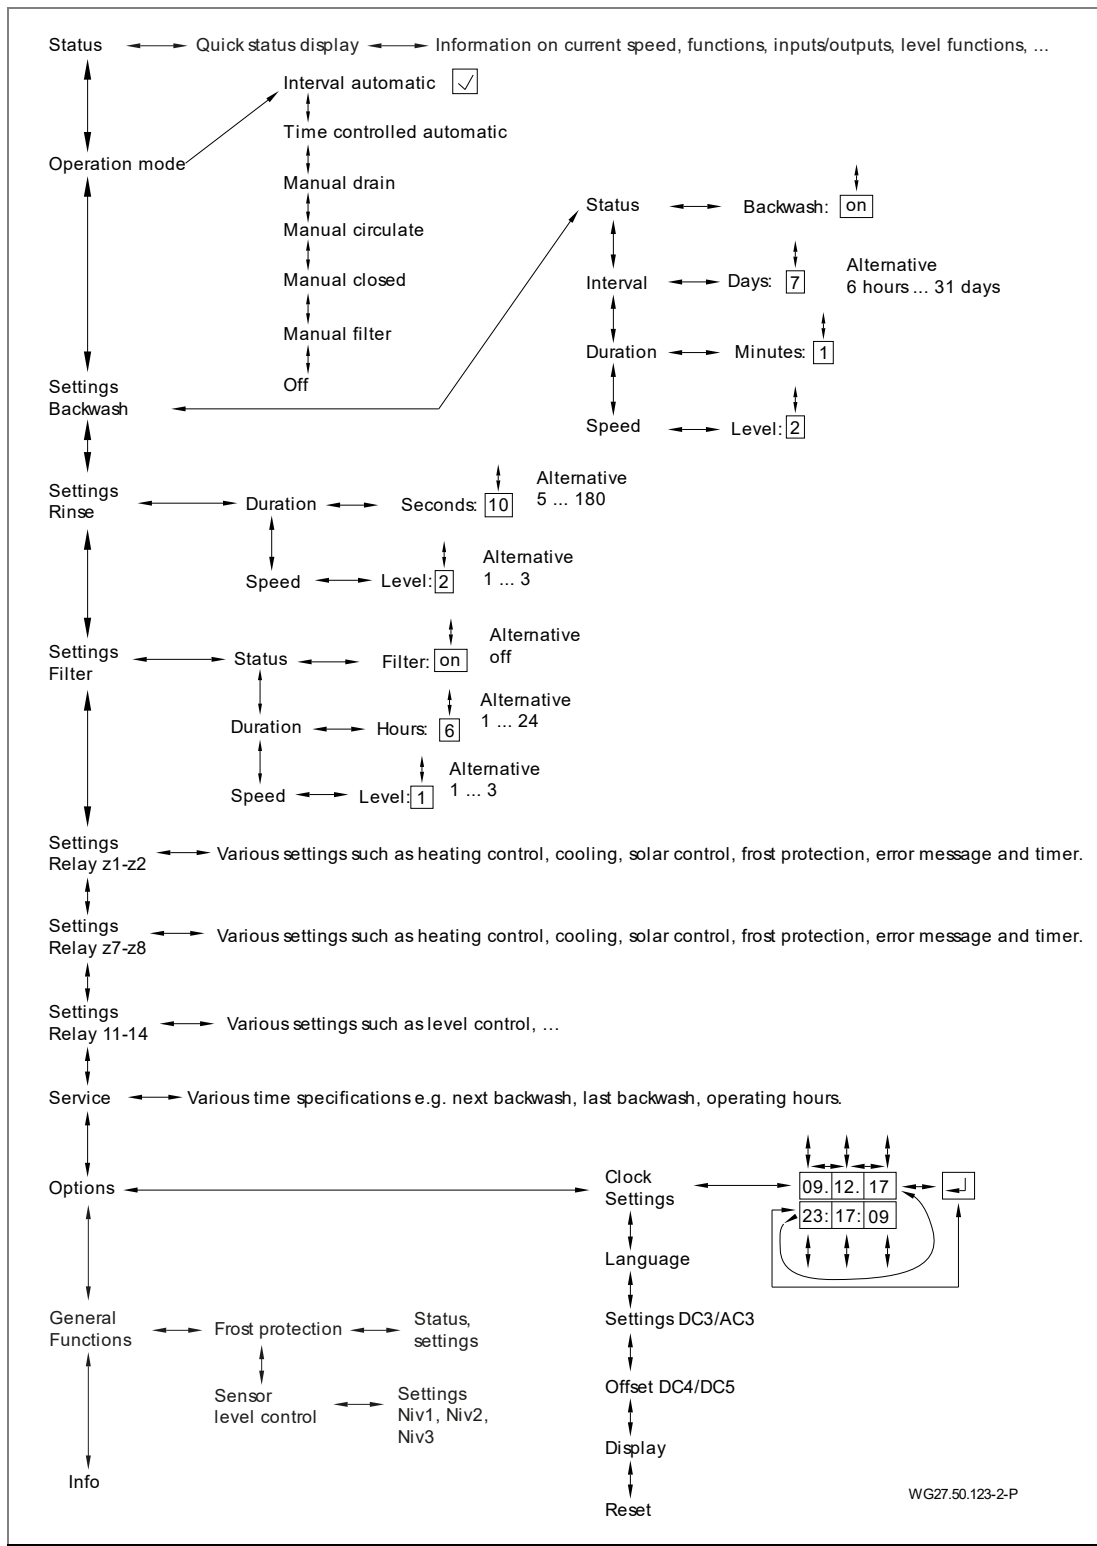 Status Quick status display Information on current speed, functions, inputs/outputs, level functions, ...
Interval automatic
Time controlled automatic
Operation mode
Manual drain
Manual circulate
Manual closed
Manual filter
Off
Settings
Backwash
Status Backwash: on
Interval Days: 7
Alternative
6 hours ... 31 days
Duration Minutes: 1
Speed Level: 2
Settings
Rinse
Duration Seconds: 10
Alternative
5 ... 180
Speed Level: 2
Alternative
1 ... 3
Settings
Filter
Status Filter: on
Alternative
off
Duration Hours: 6
Alternative
1 ... 24
Speed Level: 1
Alternative
1 ... 3
Settings
Relay z1-z2
Various settings such as heating control, cooling, solar control, frost protection, error message and timer.
Settings
Relay z7-z8
Various settings such as heating control, cooling, solar control, frost protection, error message and timer.
Settings
Relay 11-14
Various settings such as level control, ...
Service Various time specifications e.g. next backwash, last backwash, operating hours.
Options
Clock
Settings
09. 12. 17
23: 17: 09
Language
Settings DC3/AC3
Offset DC4/DC5
Display
Reset
General
Functions
Frost protection
Status,
settings
Sensor
level control
Settings
Niv1, Niv2,
Niv3
Info
WG27.50.123-2-P